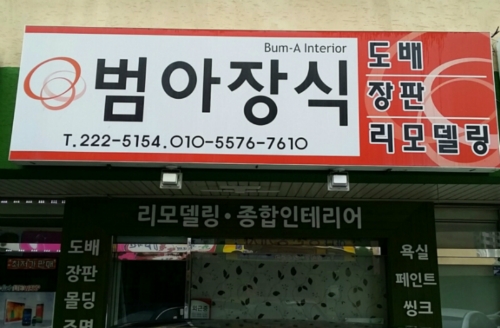 Bum-A Interior
범아장식
T.222-5154.010-5576-7610
도배
장판
리모델링
리모델링·종합인테리어
도배
장판
몰딩
조명
욕실
페인트
씽크